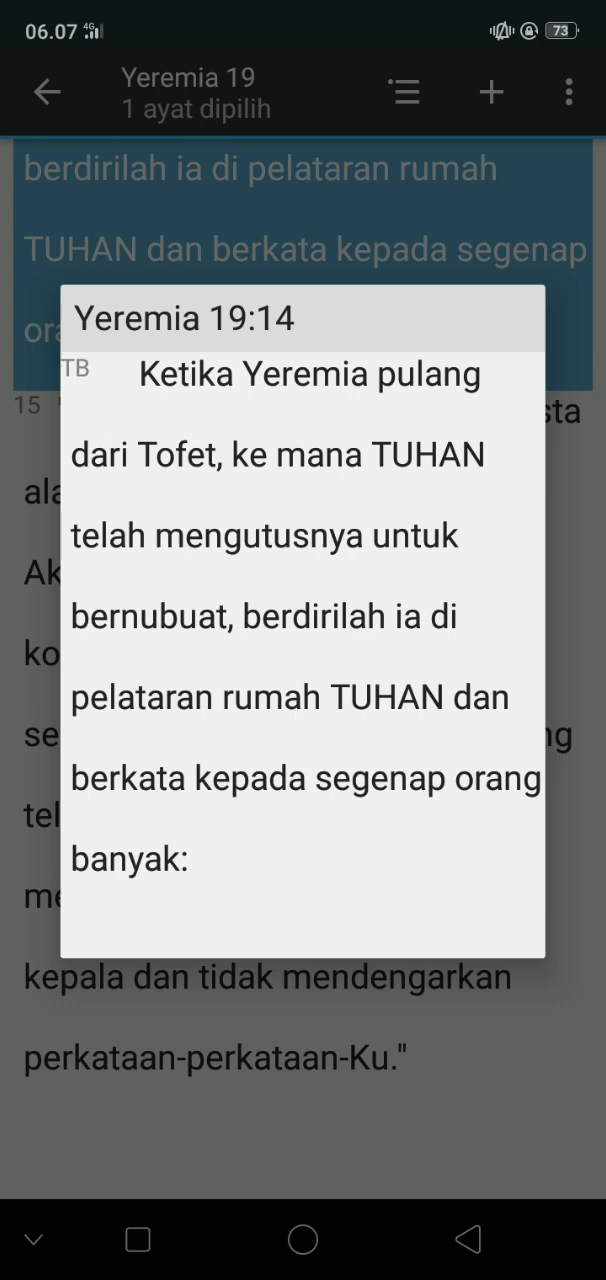 06.07 4G 73
Yeremia 19
1 ayat dipilih
berdirilah ia di pelataran rumah
TUHAN dan berkata kepada segenap
Yeremia 19:14
TB Ketika Yeremia pulang
dari Tofet, ke mana TUHAN
telah mengutusnya untuk
bernubuat, berdirilah ia di
pelataran rumah TUHAN dan
berkata kepada segenap orang
banyak:
15
kepala dan tidak mendengarkan
perkataan-perkataan-Ku."